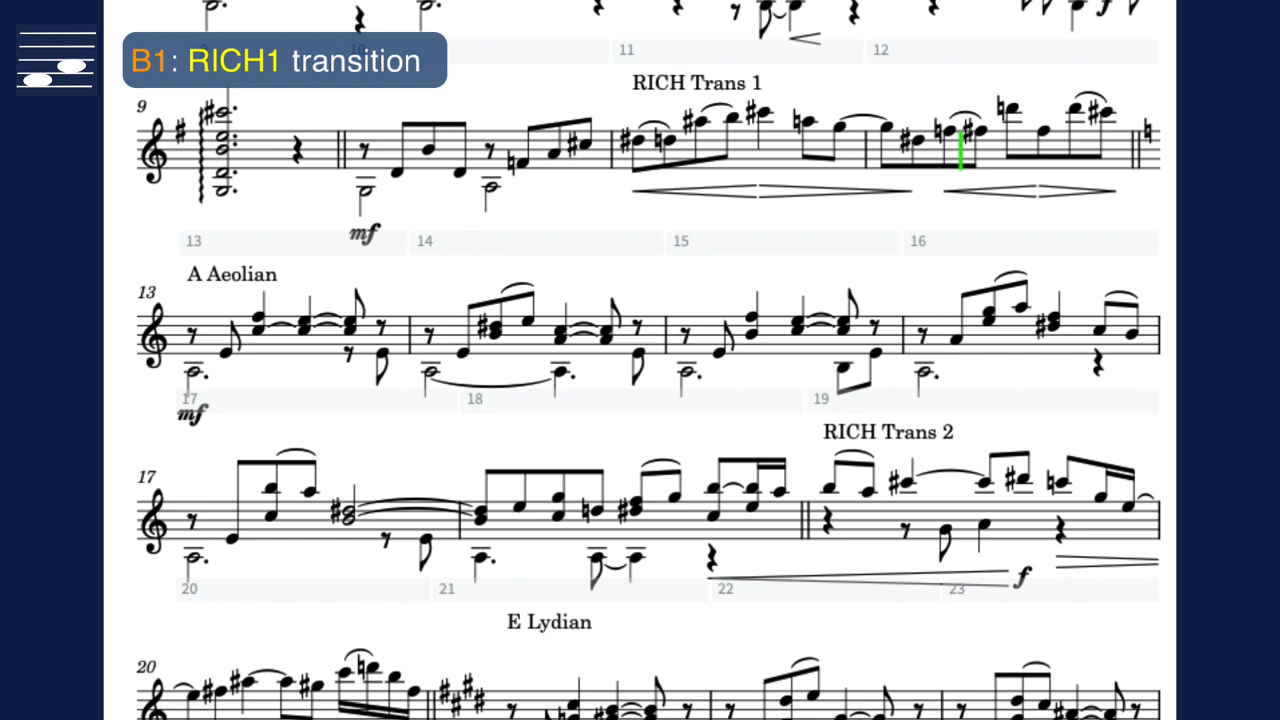 B1: RICH1 transition
10
11
12
RICH Trans 1
9
mf
13
14
15
16
A Aeolian
13
mf
17
18
19
RICH Trans 2
17
f
20
21
22
23
E Lydian
20